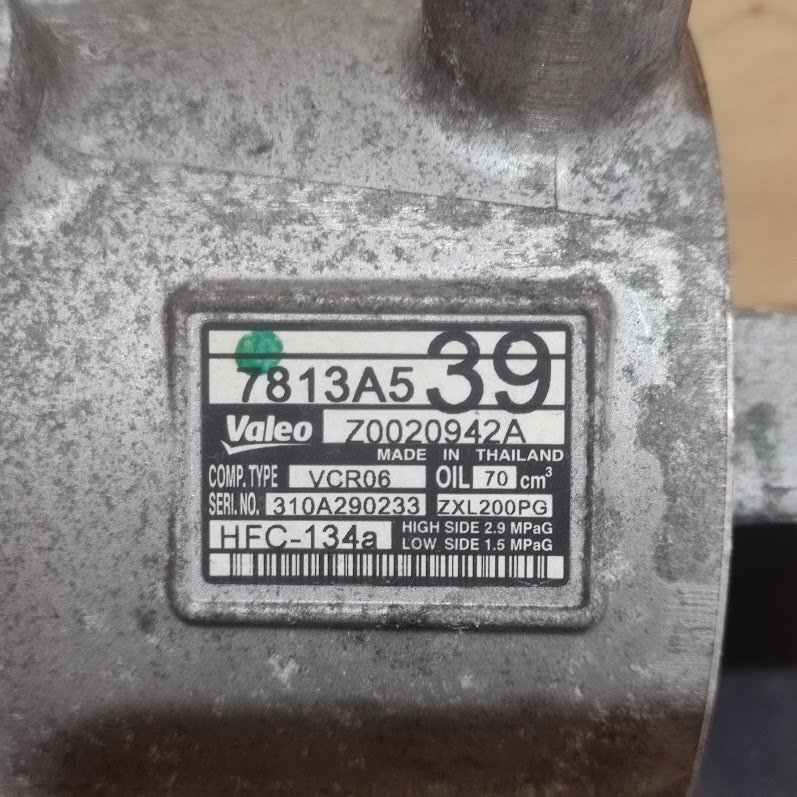 7813A5 39
Valeo Z0020942A
MADE IN THAILAND
COMP. TYPE VCR06 OIL 70 cm³
SERI. NO. 310A290233 ZXL200PG
HFC-134a HIGH SIDE 2.9 MPaG
LOW SIDE 1.5 MPaG